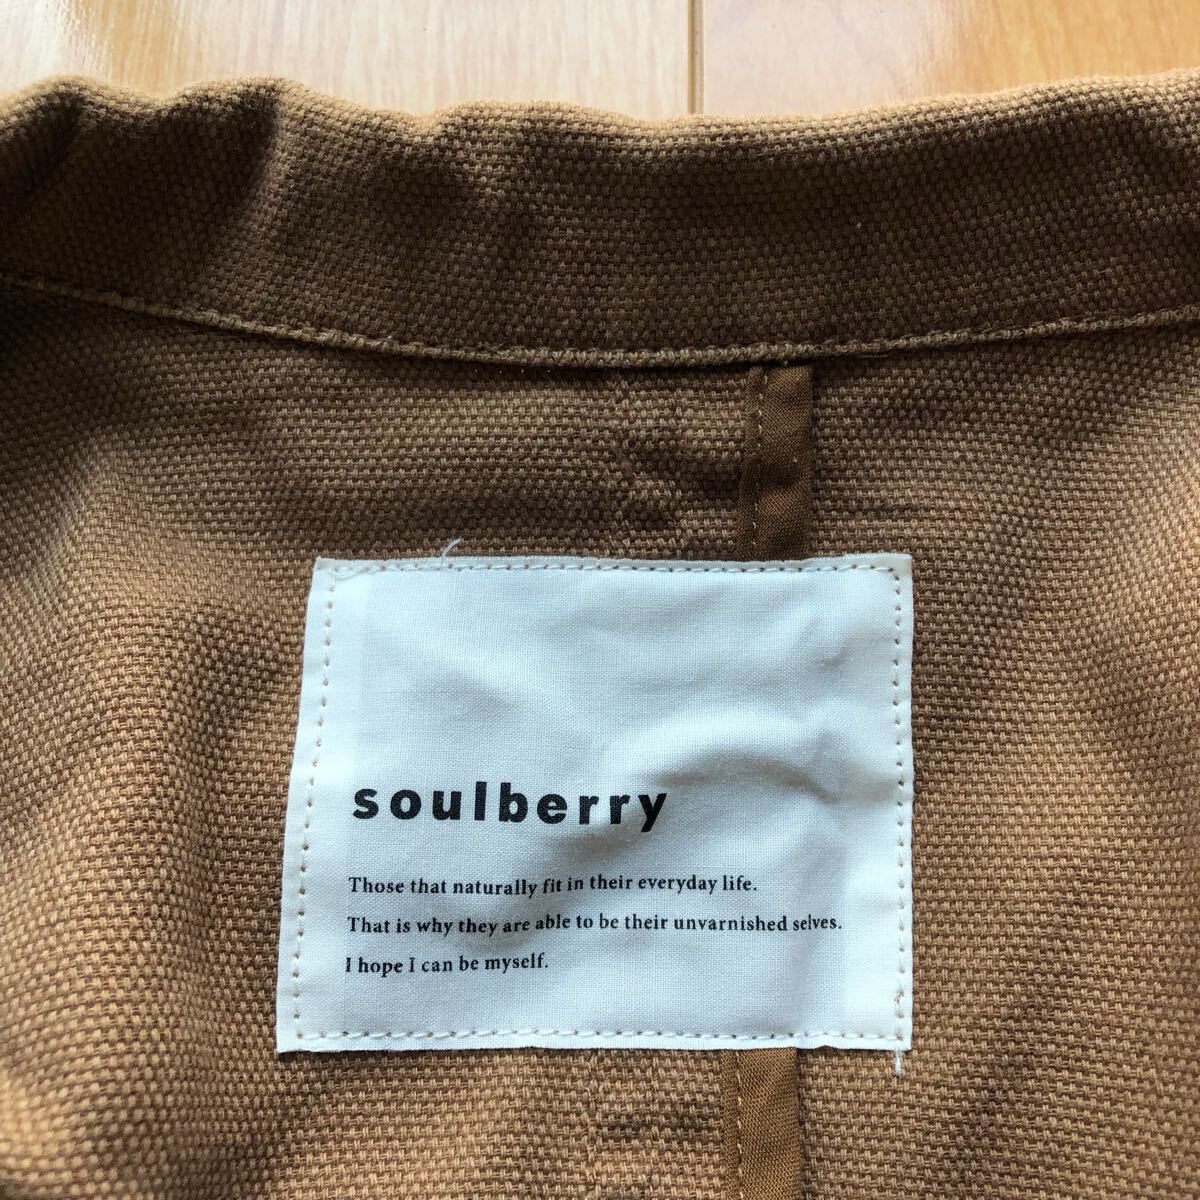 soulberry
Those that naturally fit in their everyday life.
That is why they are able to be their unvarnished selves.
I hope I can be myself.